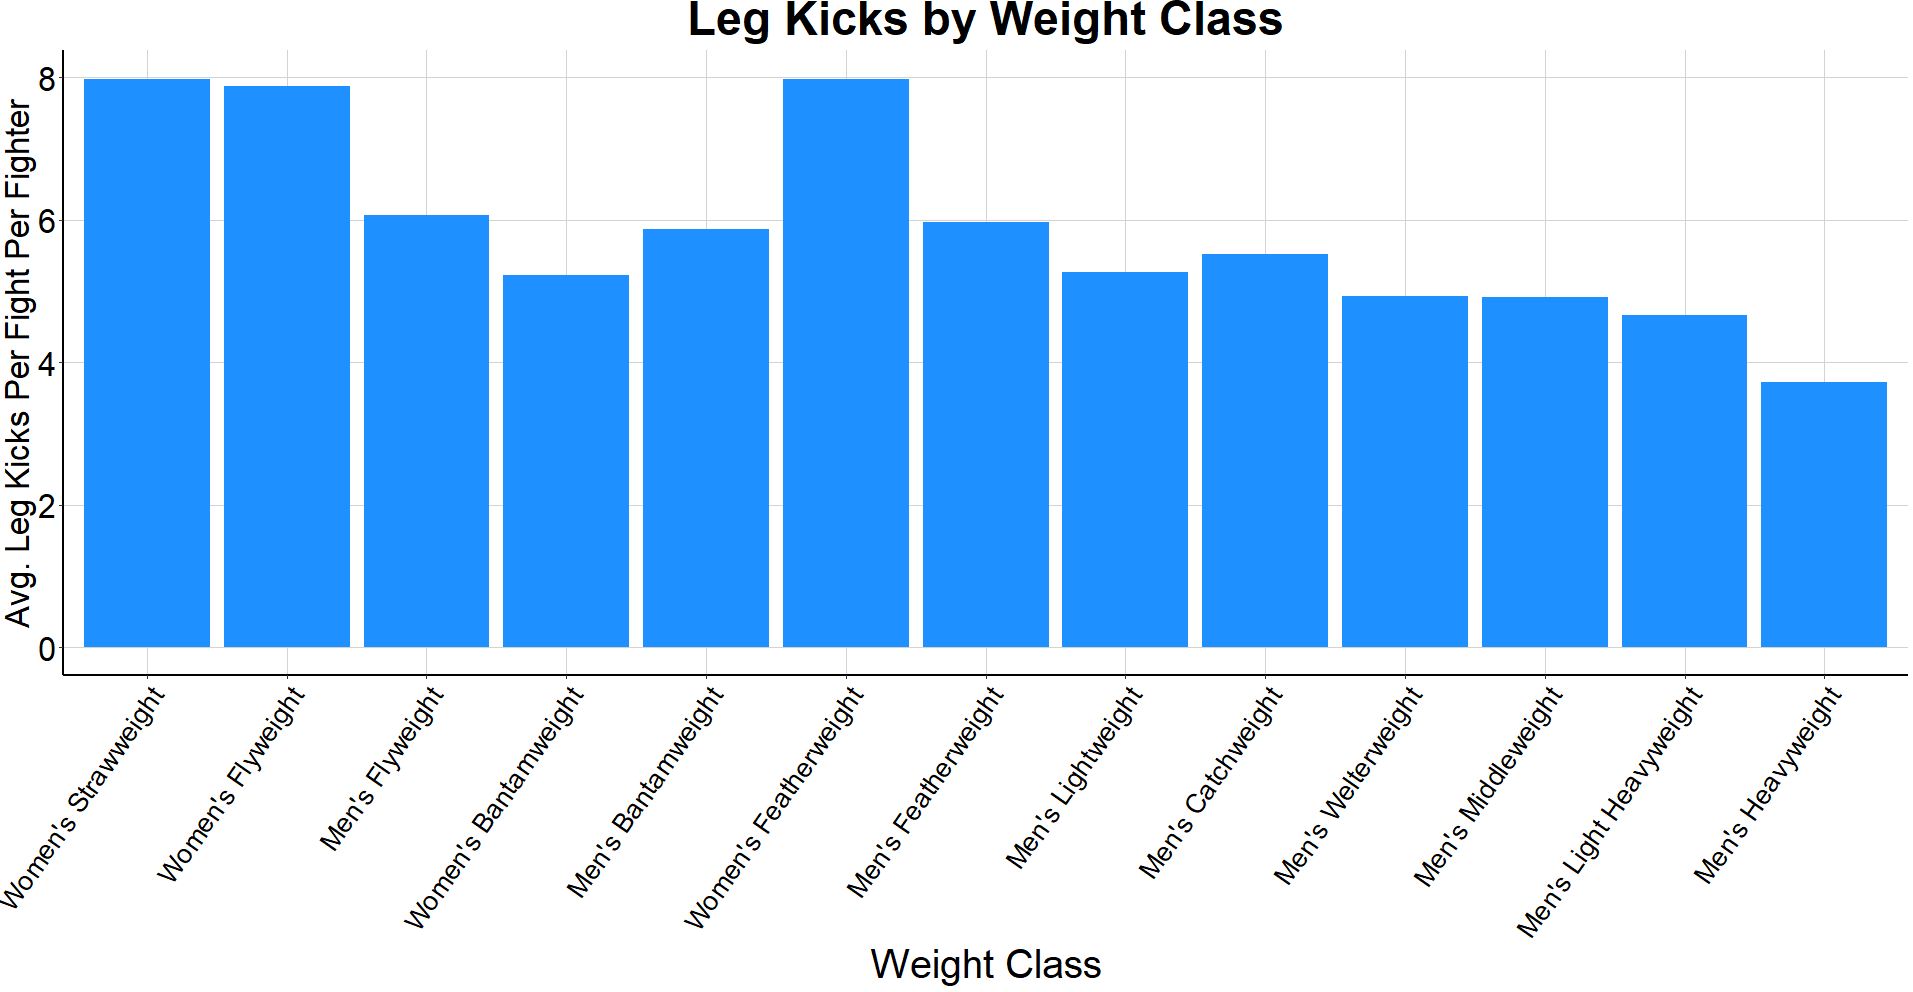 Leg Kicks by Weight Class
Avg. Leg Kicks Per Fight Per Fighter
8
6
4
2
0
Women's Strawweight
Women's Flyweight
Men's Flyweight
Women's Bantamweight
Men's Bantamweight
Women's Featherweight
Men's Featherweight
Men's Lightweight
Men's Catchweight
Men's Welterweight
Men's Middleweight
Men's Light Heavyweight
Men's Heavyweight
Weight Class